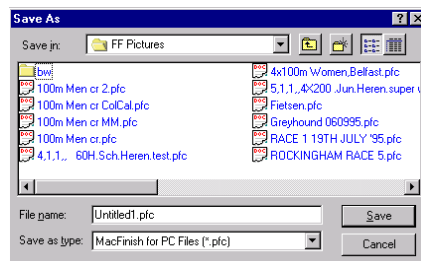 Save As
Save in: FF Pictures
bw
100m Men cr 2.pfc
100m Men cr ColCal.pfc
100m Men cr MM.pfc
100m Men cr.pfc
4,1,1,, 60H.Sch.Heren.test.pfc
4x100m Women,Belfast.pfc
5,1,1,,4X200 .Jun.Heren.super
Fietsen.pfc
Greyhound 060995.pfc
RACE 1 19TH JULY '95.pfc
ROCKINGHAM RACE 5.pfc
File name: Untitled1.pfc Save
Save as type: MacFinish for PC Files (*.pfc) Cancel